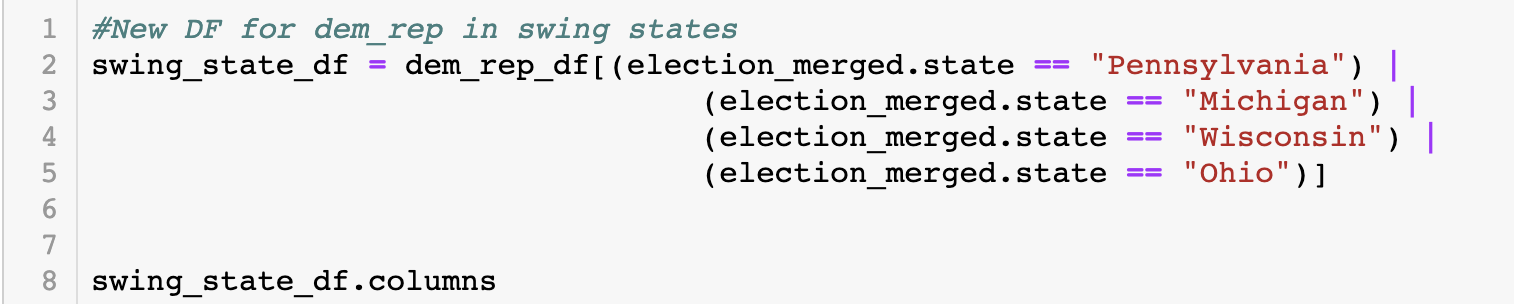 1 #New DF for dem_rep in swing states
2 swing_state_df = dem_rep_df[(election_merged.state == "Pennsylvania") |
3 (election_merged.state == "Michigan") |
4 (election_merged.state == "Wisconsin") |
5 (election_merged.state == "Ohio")]
6
7
8 swing_state_df.columns